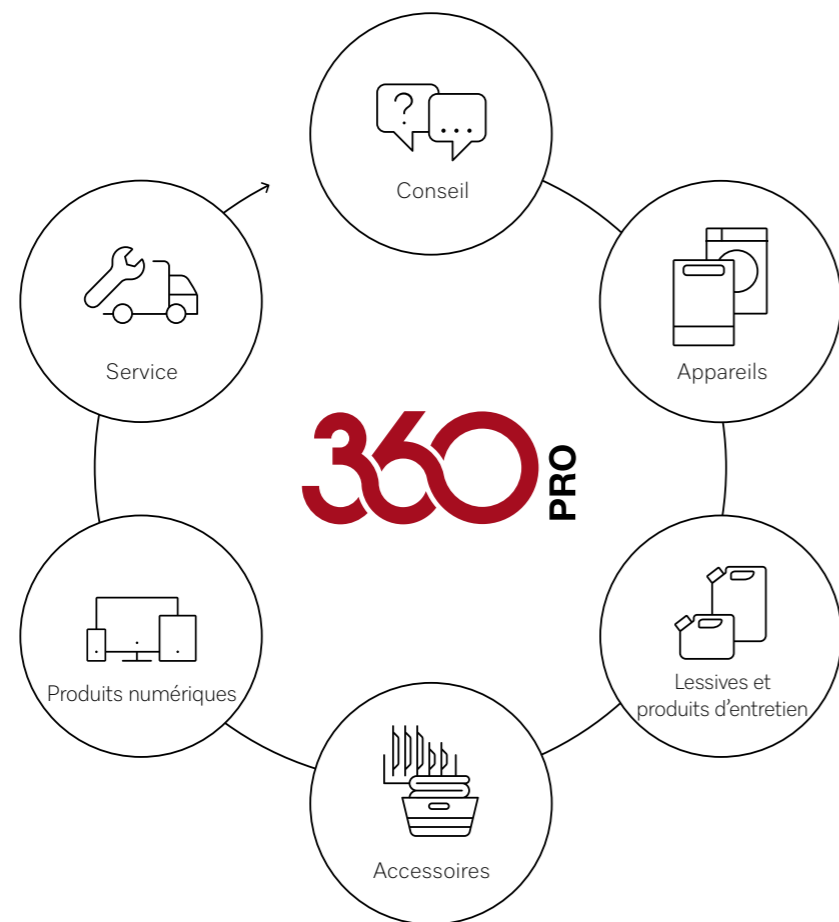 Conseil
Appareils
Lessives et
produits d'entretien
Accessoires
Produits numériques
Service
360
PRO